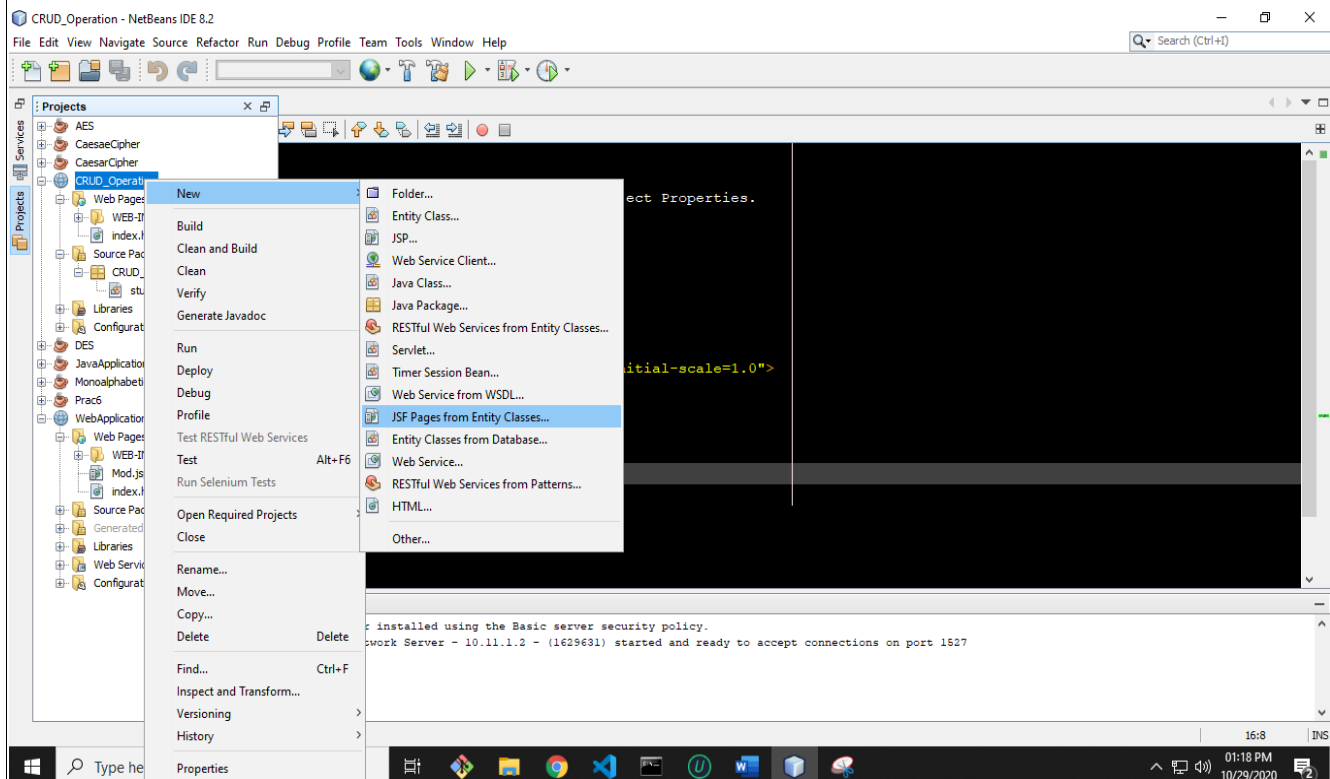 CRUD_Operation - NetBeans IDE 8.2
File Edit View Navigate Source Refactor Run Debug Profile Team Tools Window Help
Search (Ctrl+I)
Projects
Services
Projects
AES
CaesaeCipher
CaesarCipher
CRUD_Operati
Web Pages
WEB-I
index.h
Source Pac
CRUD_
stu
Libraries
Configurat
DES
JavaApplication
Monoalphabeti
Prac6
WebApplication
Web Pages
WEB-I
Mod.js
index.h
Source Pac
Generated
Libraries
Web Servic
Configurat
New
Build
Clean and Build
Clean
Verify
Generate Javadoc
Run
Deploy
Debug
Profile
Test RESTful Web Services
Test Alt+F6
Run Selenium Tests
Open Required Projects
Close
Rename...
Move...
Copy...
Delete Delete
Find... Ctrl+F
Inspect and Transform...
Versioning
History
Properties
Folder...
Entity Class...
JSP...
Web Service Client...
Java Class...
Java Package...
RESTful Web Services from Entity Classes...
Servlet...
Timer Session Bean...
Web Service from WSDL...
JSF Pages from Entity Classes...
Entity Classes from Database...
Web Service...
RESTful Web Services from Patterns...
HTML...
Other...
ect Properties.
nitial-scale=1.0">
r installed using the Basic server security policy.
twork Server - 10.11.1.2 - (1629631) started and ready to accept connections on port 1527
16:8 INS
Type he
01:18 PM
10/29/2020
2